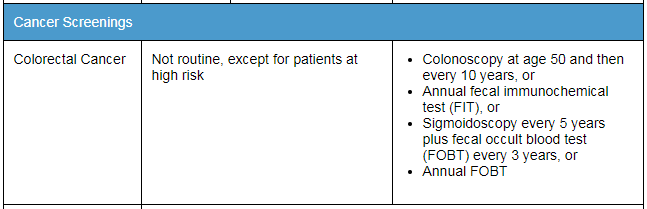 Cancer Screenings
Colorectal Cancer
Not routine, except for patients at
high risk
• Colonoscopy at age 50 and then
every 10 years, or
• Annual fecal immunochemical
test (FIT), or
• Sigmoidoscopy every 5 years
plus fecal occult blood test
(FOBT) every 3 years, or
• Annual FOBT